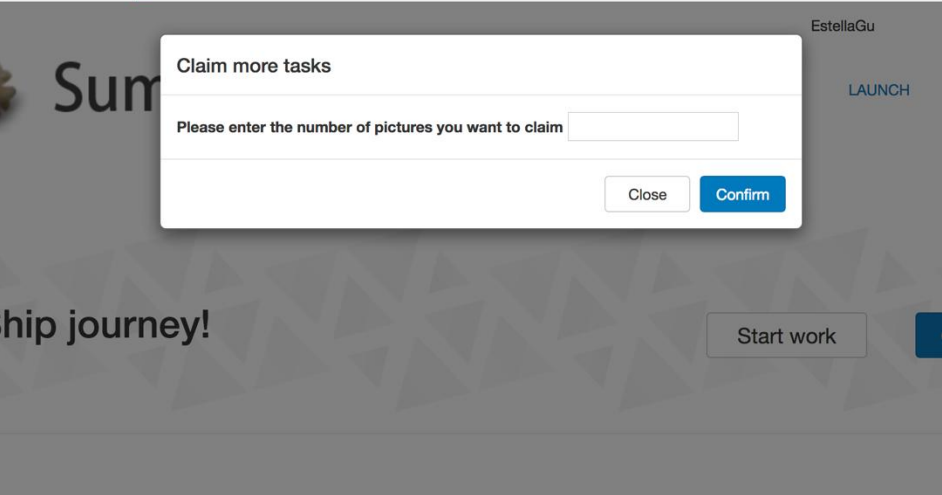 EstellaGu
Claim more tasks
Sum
LAUNCH
Please enter the number of pictures you want to claim
Close
Confirm
hip journey!
Start work